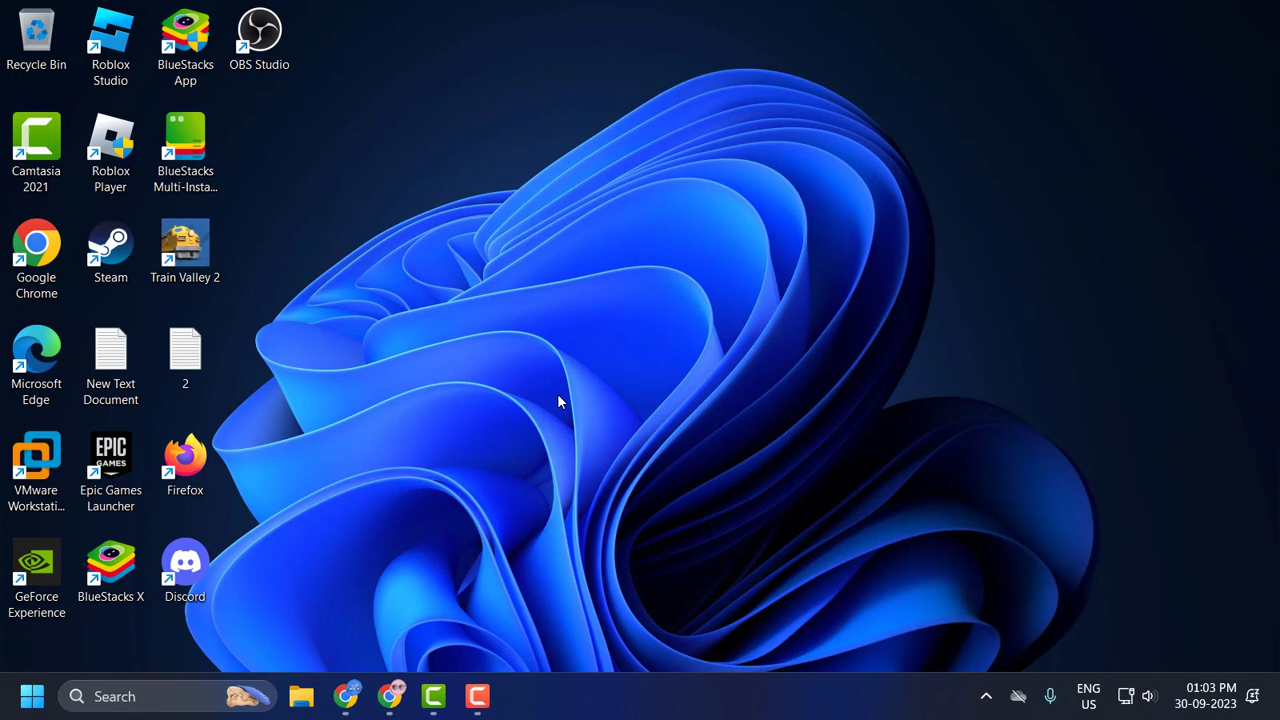 Recycle Bin
Roblox
Studio
BlueStacks
App
OBS Studio
Camtasia
2021
Roblox
Player
BlueStacks
Multi-Insta...
Google
Chrome
Steam
Train Valley 2
Microsoft
Edge
New Text
Document
2
EPIC
GAMES
VMware
Workstati...
Epic Games
Launcher
Firefox
GeForce
Experience
BlueStacks X
Discord
Search
ENG
US
01:03 PM
30-09-2023